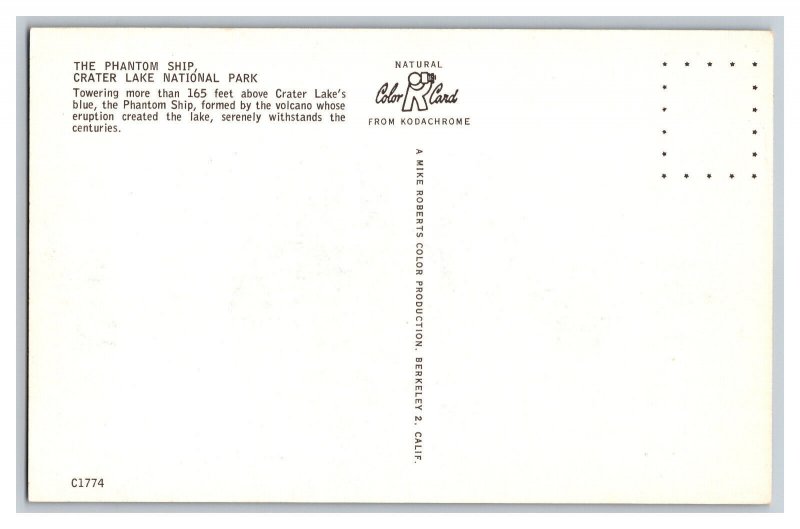 THE PHANTOM SHIP,
CRATER LAKE NATIONAL PARK
Towering more than 165 feet above Crater Lake's
blue, the Phantom Ship, formed by the volcano whose
eruption created the lake, serenely withstands the
centuries.
NATURAL
Color Card
FROM KODACHROME
A MIKE ROBERTS COLOR PRODUCTION, BERKELEY 2, CALIF.
C1774